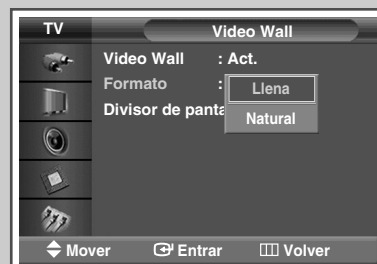 TV Video Wall
Video Wall : Act.
Formato : Llena
Divisor de panta Natural
Mover Entrar Volver